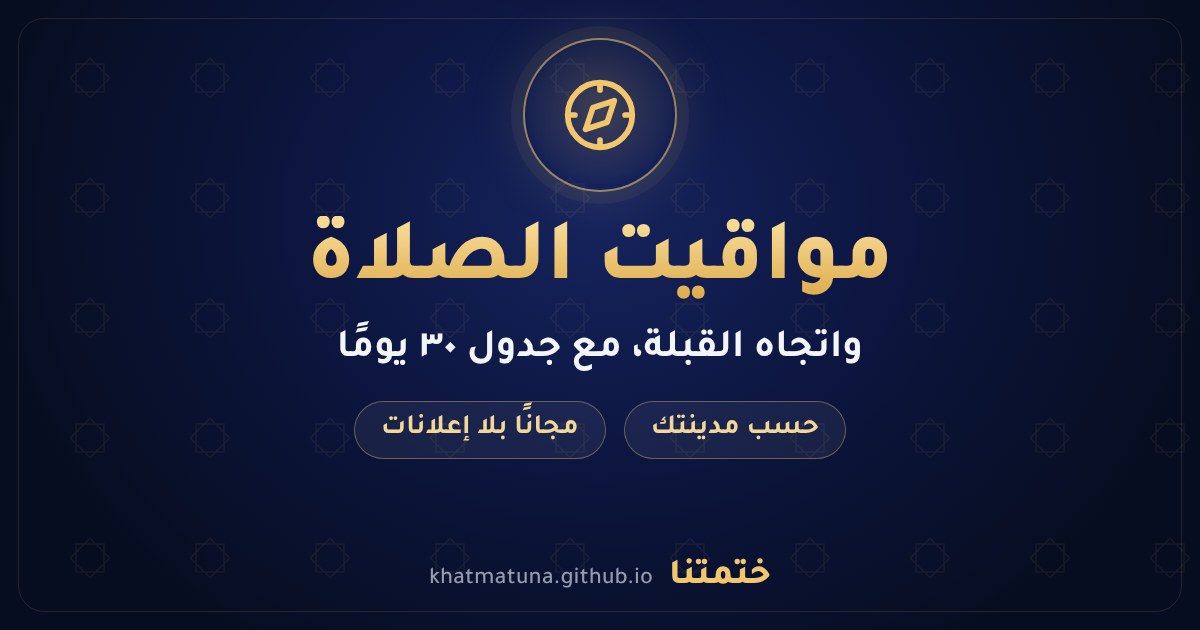 مواقيت الصلاة
واتجاه القبلة، مع جدول ٣٠ يومًا
حسب مدينتك
مجانًا بلا إعلانات
ختمتنا khatmatuna.github.io